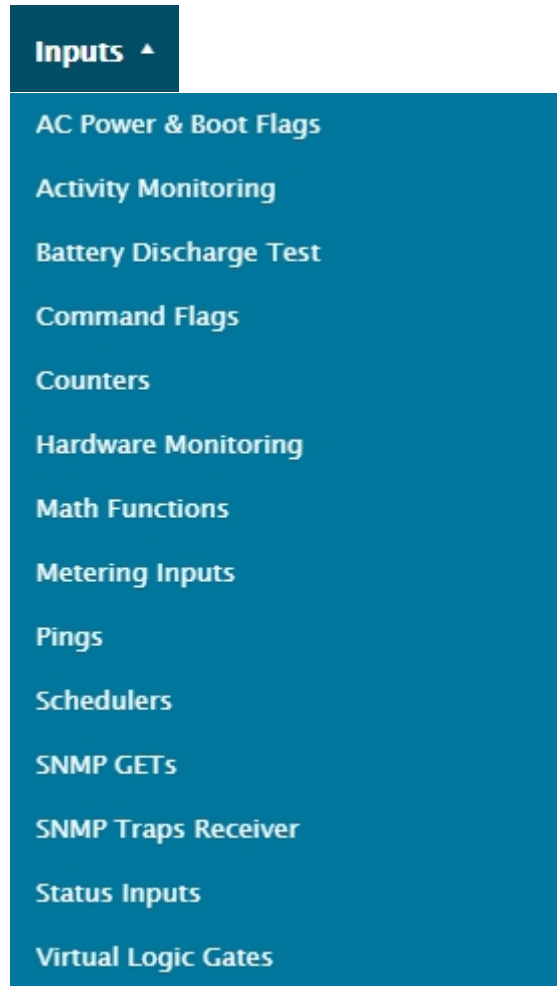 Inputs ▲
AC Power & Boot Flags
Activity Monitoring
Battery Discharge Test
Command Flags
Counters
Hardware Monitoring
Math Functions
Metering Inputs
Pings
Schedulers
SNMP GETs
SNMP Traps Receiver
Status Inputs
Virtual Logic Gates